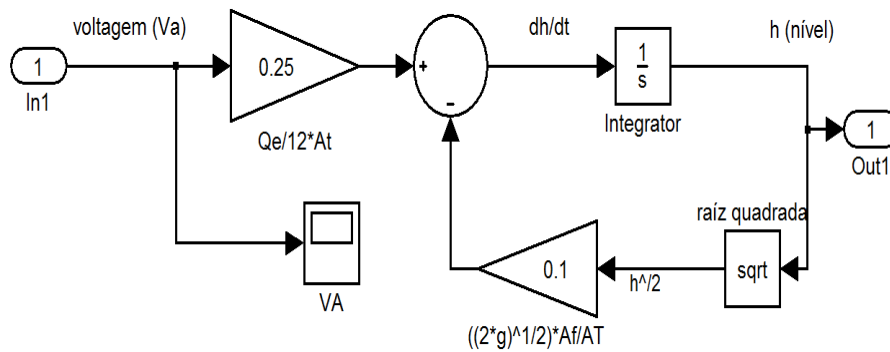 voltagem (Va)
dh/dt
h (nível)
1
In1
0.25
+
-
1
s
Integrator
1
Out1
Qe/12*At
VA
raíz quadrada
sqrt
h^/2
0.1
((2*g)^1/2)*Af/AT